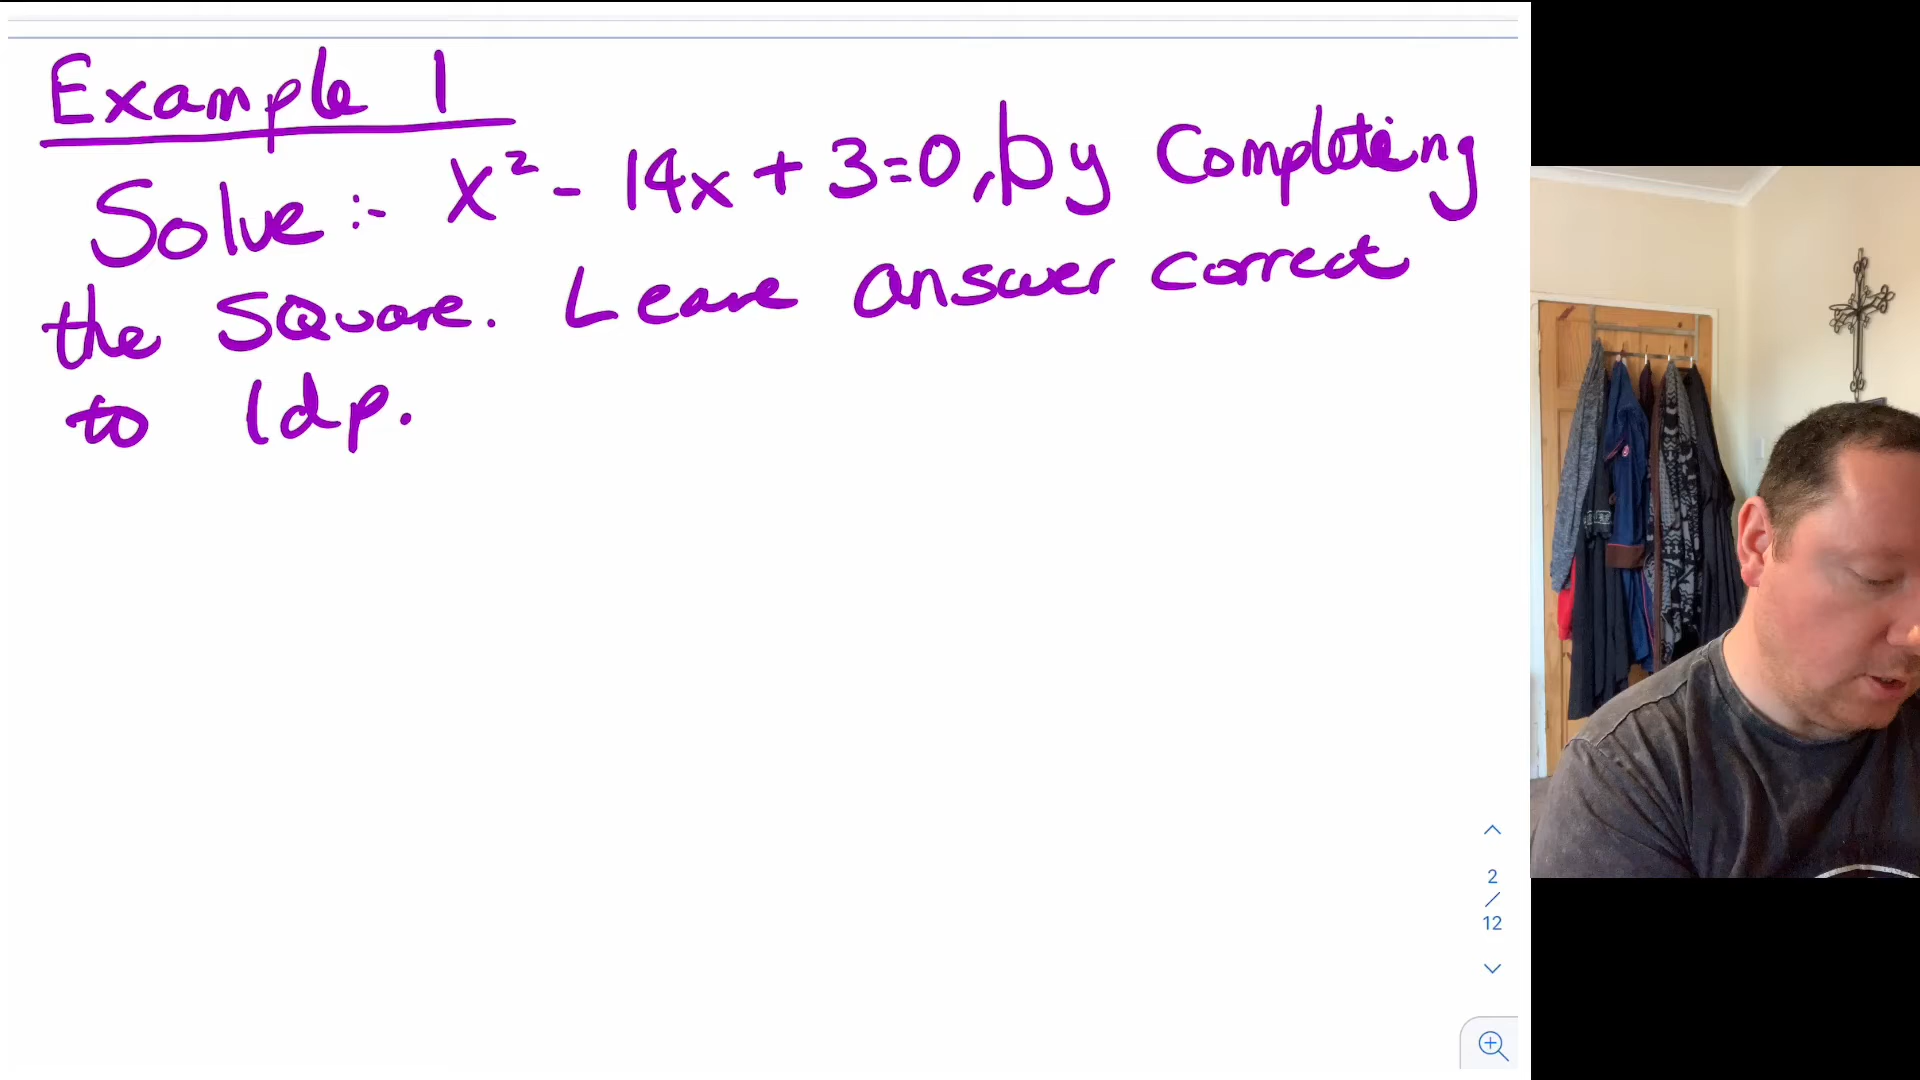 Example 1
Solve :- x² - 14x + 3 = 0, by Completing
the Square. Leave answer correct
to 1dp.
2
/
12